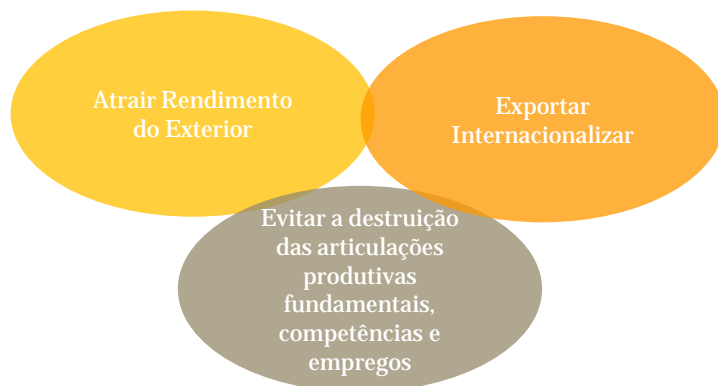 Atrair Rendimento
do Exterior
Exportar
Internacionalizar
Evitar a destruição
das articulações
produtivas
fundamentais,
competências e
empregos